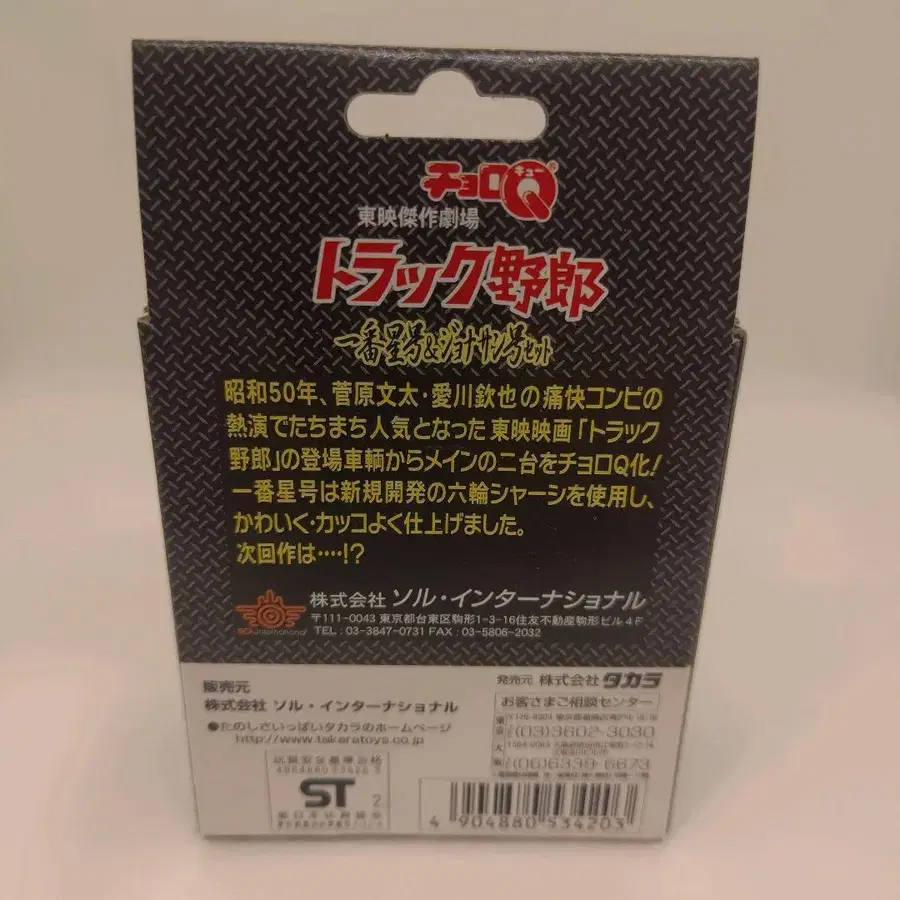 チョロQ
キュー
®
東映傑作劇場
トラック野郎
一番星号&ジョナサン号セット
昭和50年、菅原文太・愛川欽也の痛快コンビの
熱演でたちまち人気となった東映映画「トラック
野郎」の登場車輌からメインの二台をチョロQ化!
一番星号は新規開発の六輪シャーシを使用し、
かわいく・カッコよく仕上げました。
次回作は‥‥!?
株式会社 ソル・インターナショナル
〒111-0043 東京都台東区駒形1-3-16住友不動産駒形ビル4F
TEL : 03-3847-0731 FAX : 03-5806-2032
International
販売元
株式会社 ソル・インターナショナル
●たのしさいっぱいタカラのホームページ
http://www.takaratoys.co.jp
発売元 株式会社 タカラ
お客さまご相談センター
東京
(03)3602-3030
大阪
(06)6339-6673
ST
2
4 904880 534203